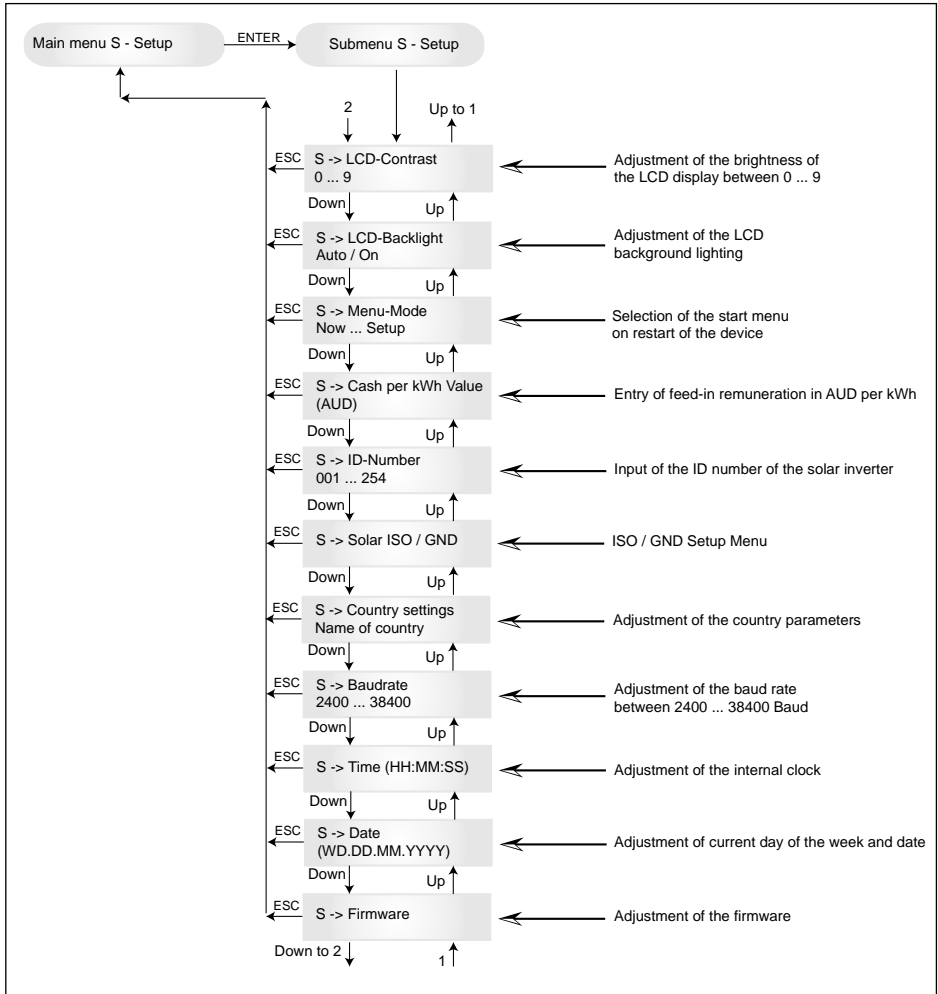 Main menu S - Setup
ENTER
Submenu S - Setup
2
Up to 1
ESC
S -> LCD-Contrast
0 ... 9
Adjustment of the brightness of
the LCD display between 0 ... 9
Down
Up
ESC
S -> LCD-Backlight
Auto / On
Adjustment of the LCD
background lighting
Down
Up
ESC
S -> Menu-Mode
Now ... Setup
Selection of the start menu
on restart of the device
Down
Up
ESC
S -> Cash per kWh Value
(AUD)
Entry of feed-in remuneration in AUD per kWh
Down
Up
ESC
S -> ID-Number
001 ... 254
Input of the ID number of the solar inverter
Down
Up
ESC
S -> Solar ISO / GND
ISO / GND Setup Menu
Down
Up
ESC
S -> Country settings
Name of country
Adjustment of the country parameters
Down
Up
ESC
S -> Baudrate
2400 ... 38400
Adjustment of the baud rate
between 2400 ... 38400 Baud
Down
Up
ESC
S -> Time (HH:MM:SS)
Adjustment of the internal clock
Down
Up
ESC
S -> Date
(WD.DD.MM.YYYY)
Adjustment of current day of the week and date
Down
Up
ESC
S -> Firmware
Adjustment of the firmware
Down to 2
1